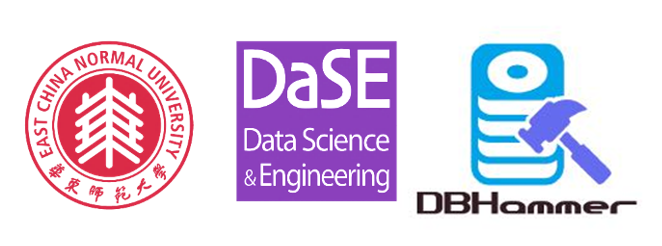 EAST CHINA NORMAL UNIVERSITY
華東師範大學
DaSE
Data Science
& Engineering
DBHammer